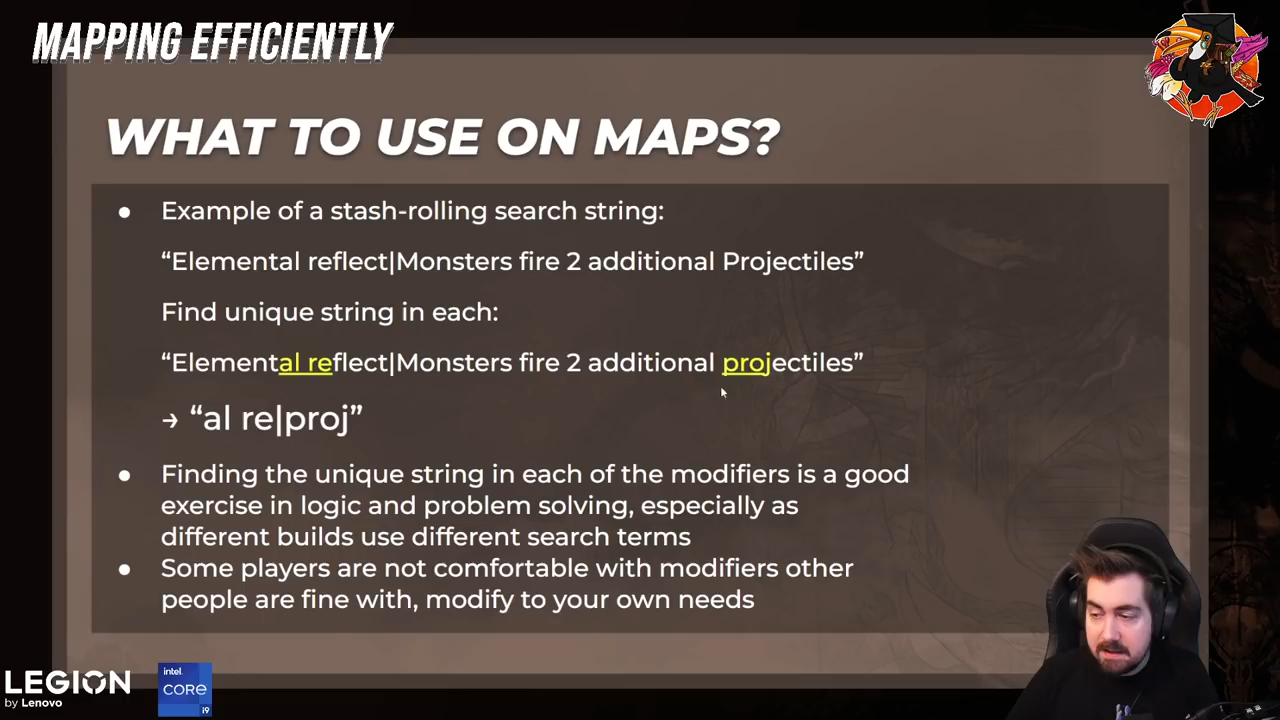 MAPPING EFFICIENTLY
WHAT TO USE ON MAPS?
● Example of a stash-rolling search string:
“Elemental reflect|Monsters fire 2 additional Projectiles”
Find unique string in each:
“Elemental reflect|Monsters fire 2 additional projectiles”
→ “al re|proj”
● Finding the unique string in each of the modifiers is a good
exercise in logic and problem solving, especially as
different builds use different search terms
● Some players are not comfortable with modifiers other
people are fine with, modify to your own needs
LEGION
by Lenovo
intel.
CORE
i9